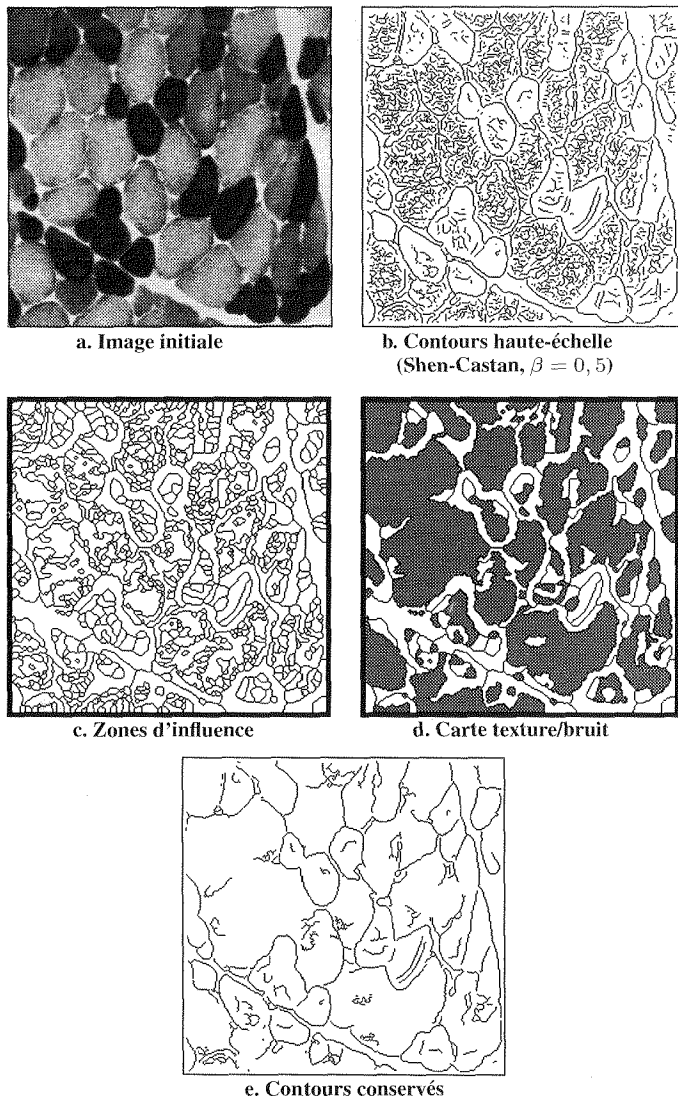 a. Image initiale
b. Contours haute-échelle
(Shen-Castan, β = 0, 5)
c. Zones d'influence
d. Carte texture/bruit
e. Contours conservés